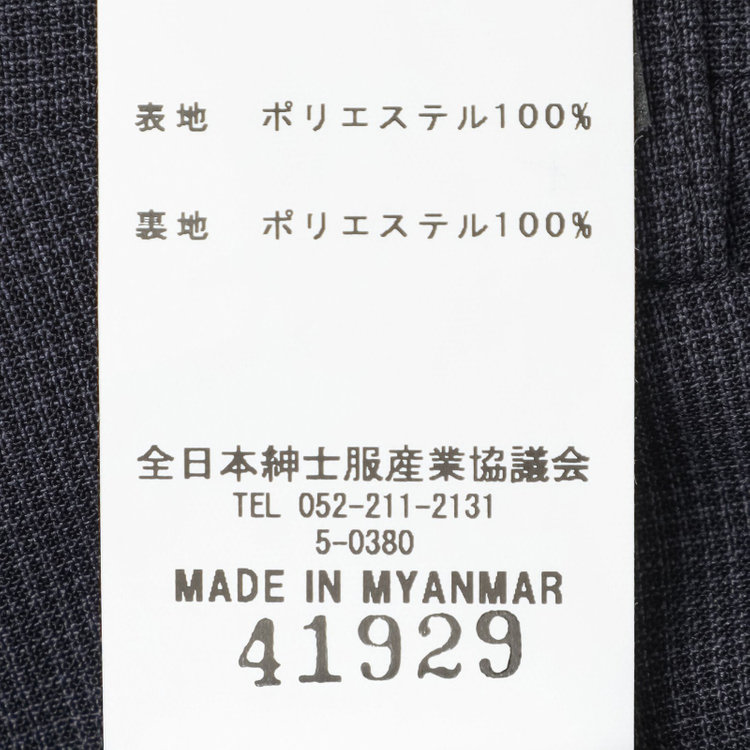 表地 ポリエステル100%
裏地 ポリエステル100%
全日本紳士服産業協議会
TEL 052-211-2131
5-0380
MADE IN MYANMAR
41929